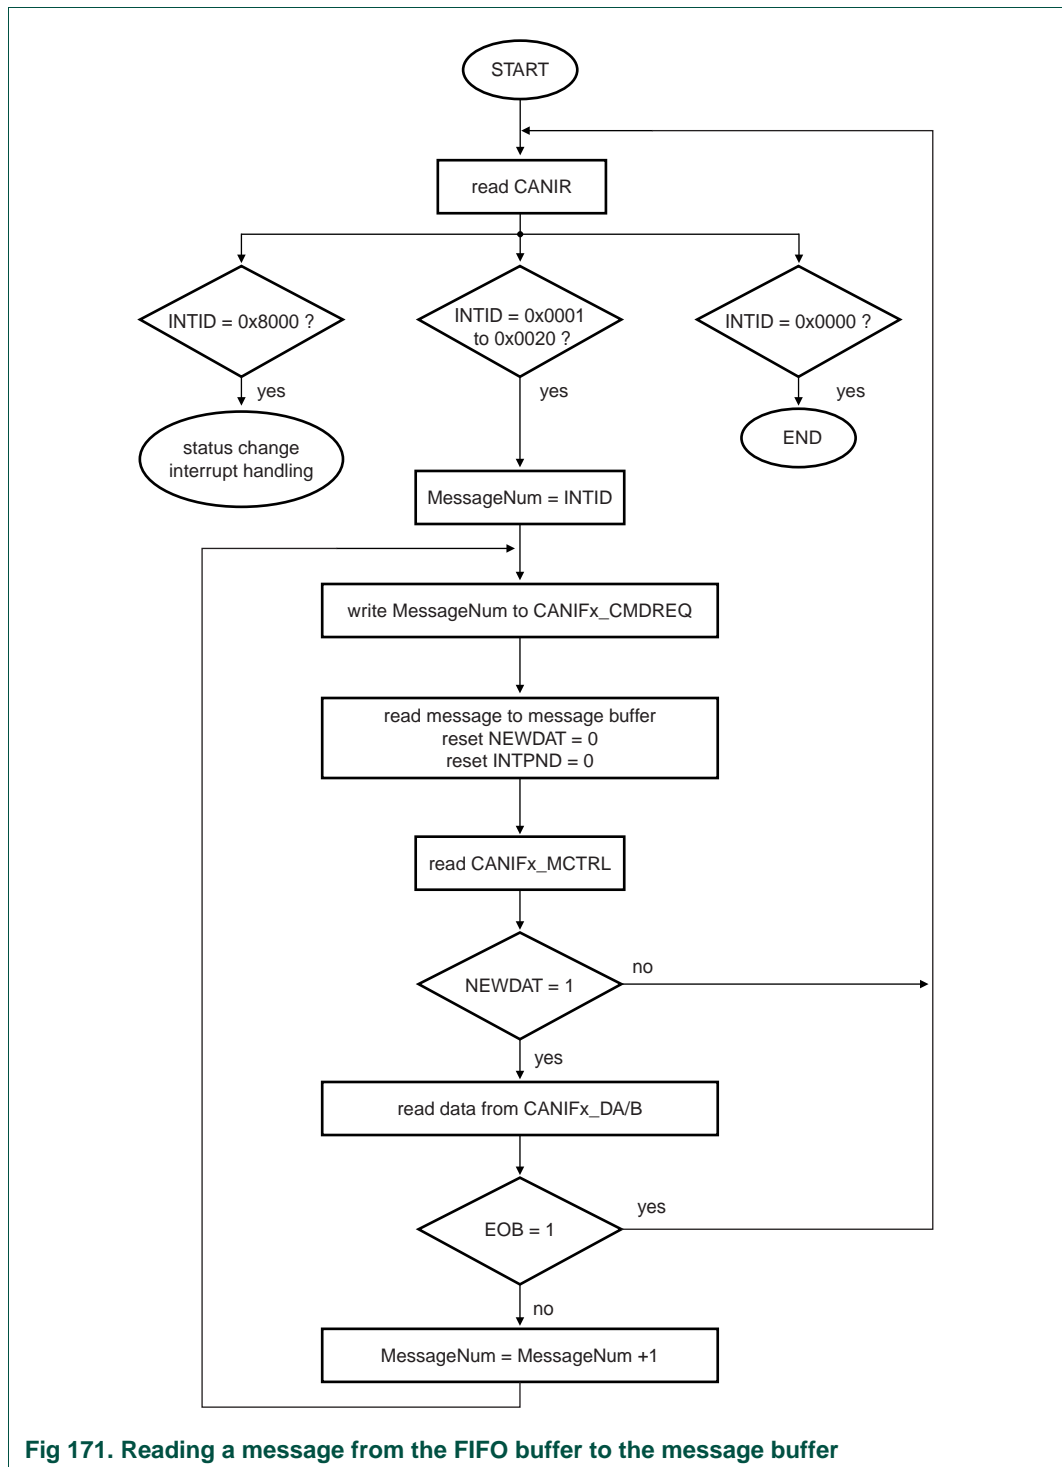 START
read CANIR
INTID = 0x8000 ?
INTID = 0x0001
to 0x0020 ?
INTID = 0x0000 ?
yes
yes
yes
status change
interrupt handling
END
MessageNum = INTID
write MessageNum to CANIFx_CMDREQ
read message to message buffer
reset NEWDAT = 0
reset INTPND = 0
read CANIFx_MCTRL
NEWDAT = 1
no
yes
read data from CANIFx_DA/B
EOB = 1
yes
no
MessageNum = MessageNum +1
Fig 171. Reading a message from the FIFO buffer to the message buffer